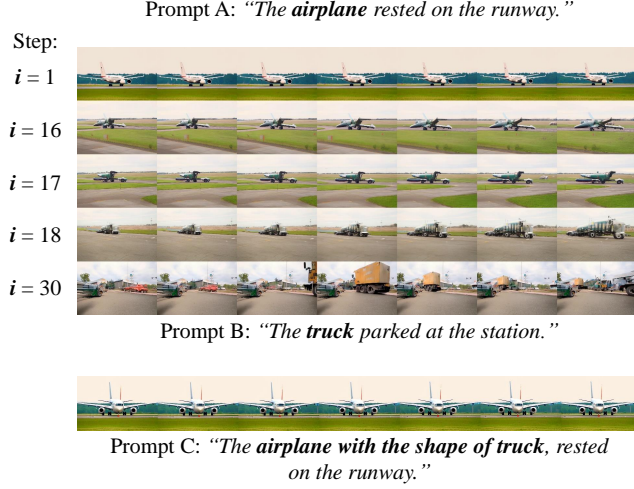 Prompt A: “The airplane rested on the runway.”
Step:
i = 1
i = 16
i = 17
i = 18
i = 30
Prompt B: “The truck parked at the station.”
Prompt C: “The airplane with the shape of truck, rested
on the runway.”